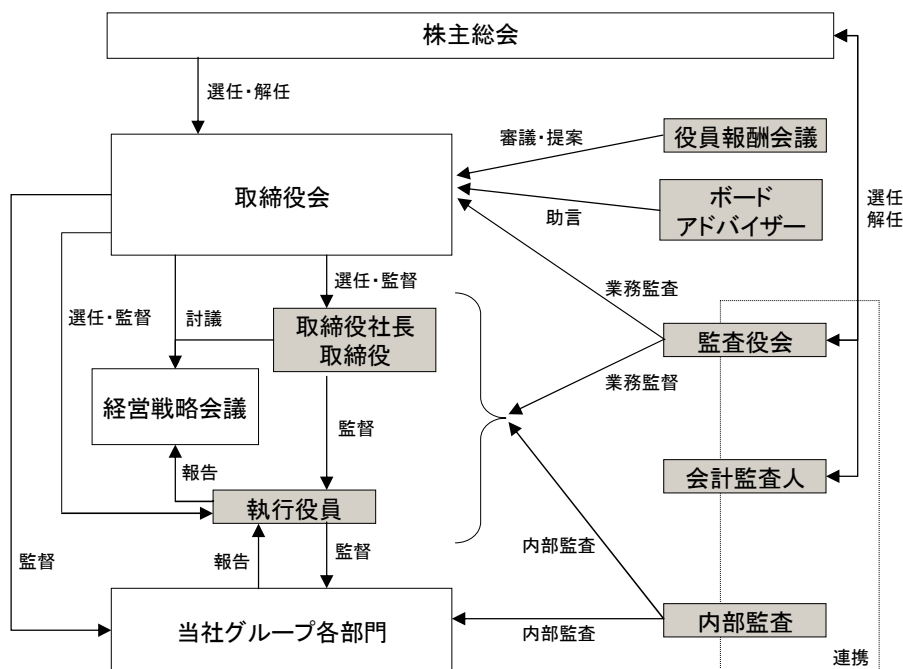 株主総会
選任・解任
役員報酬会議
審議・提案
取締役会
ボード
アドバイザー
助言
選任
解任
選任・監督
業務監査
選任・監督
討議
取締役社長
取締役
監査役会
業務監督
経営戦略会議
監督
報告
会計監査人
執行役員
監督
報告
監督
内部監査
当社グループ各部門
内部監査
内部監査
連携